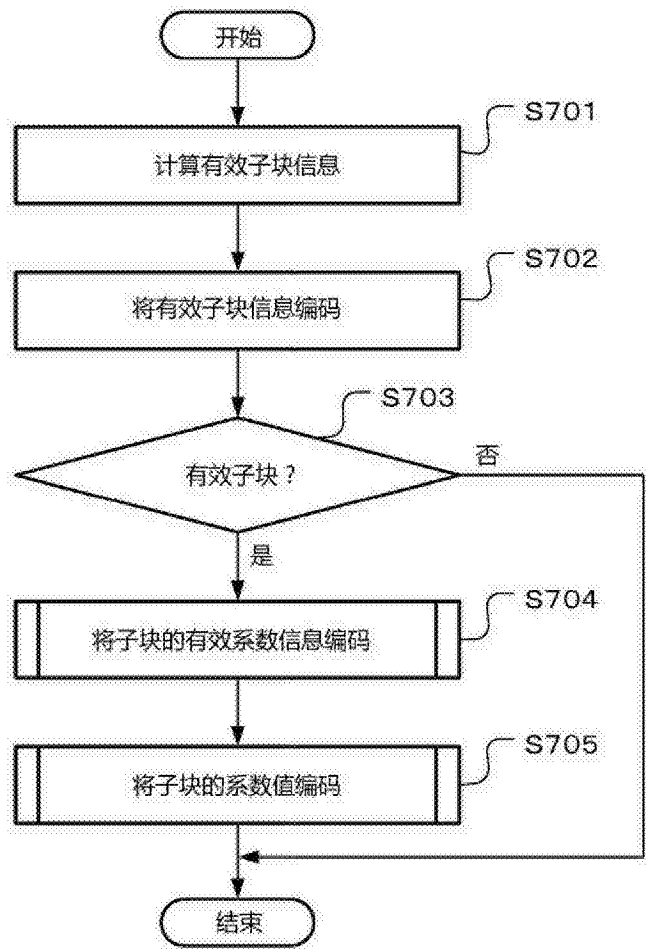 开始
S701
计算有效子块信息
S702
将有效子块信息编码
S703
有效子块？
否
是
S704
将子块的有效系数信息编码
S705
将子块的系数值编码
结束